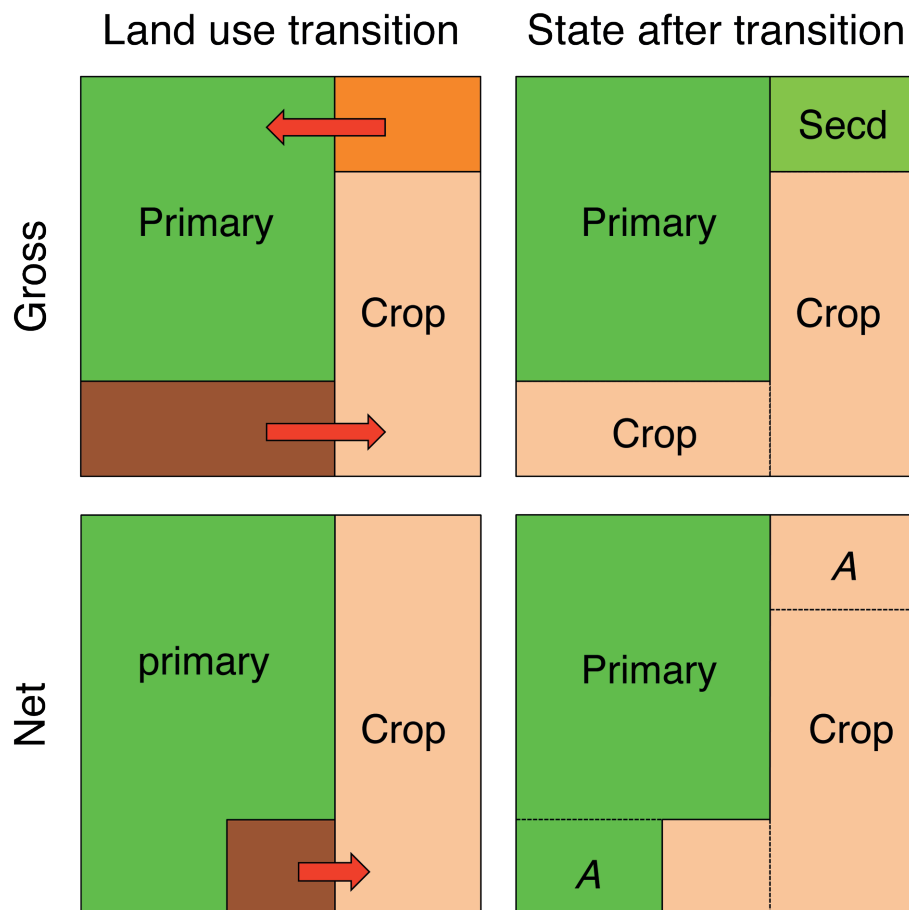 Land use transition
State after transition
Gross
Primary
Crop
Secd
Primary
Crop
Crop
Net
primary
Crop
A
Primary
Crop
A